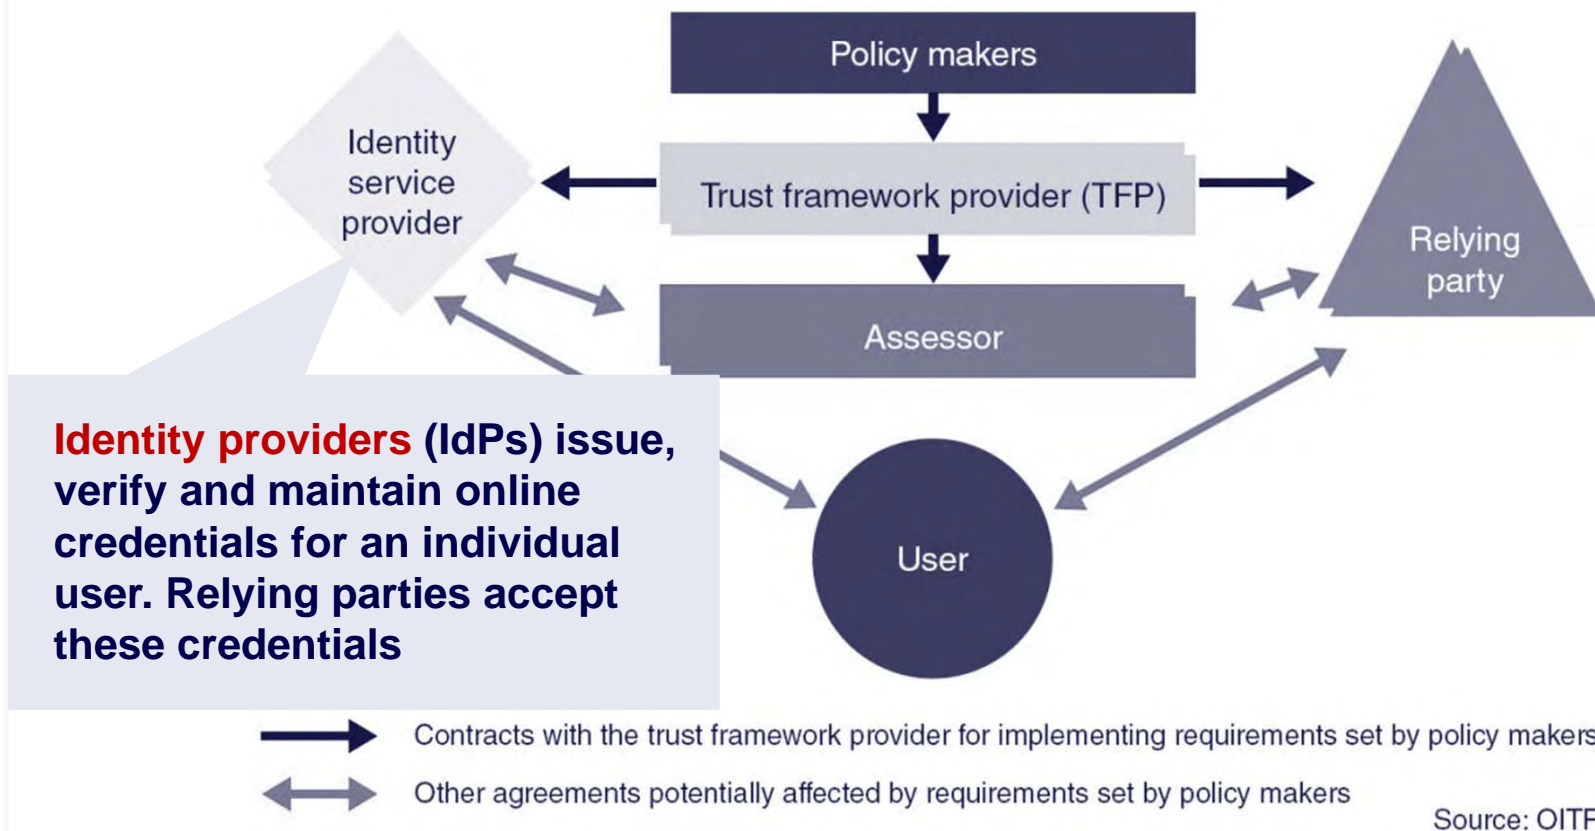 Policy makers
Identity
service
provider
Trust framework provider (TFP)
Relying
party
Assessor
Identity providers (IdPs) issue,
verify and maintain online
credentials for an individual
user. Relying parties accept
these credentials
User
Contracts with the trust framework provider for implementing requirements set by policy makers
Other agreements potentially affected by requirements set by policy makers
Source: OITF